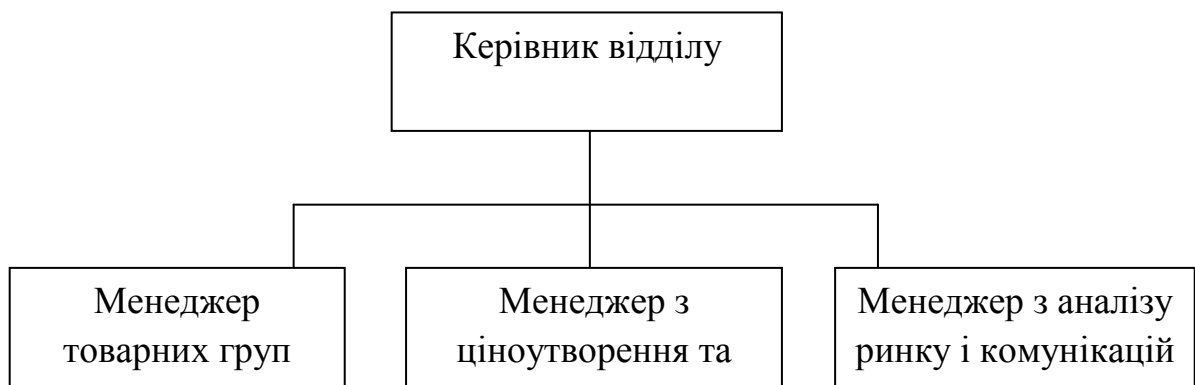 Керівник відділу
Менеджер
товарних груп
Менеджер з
ціноутворення та
Менеджер з аналізу
ринку і комунікацій